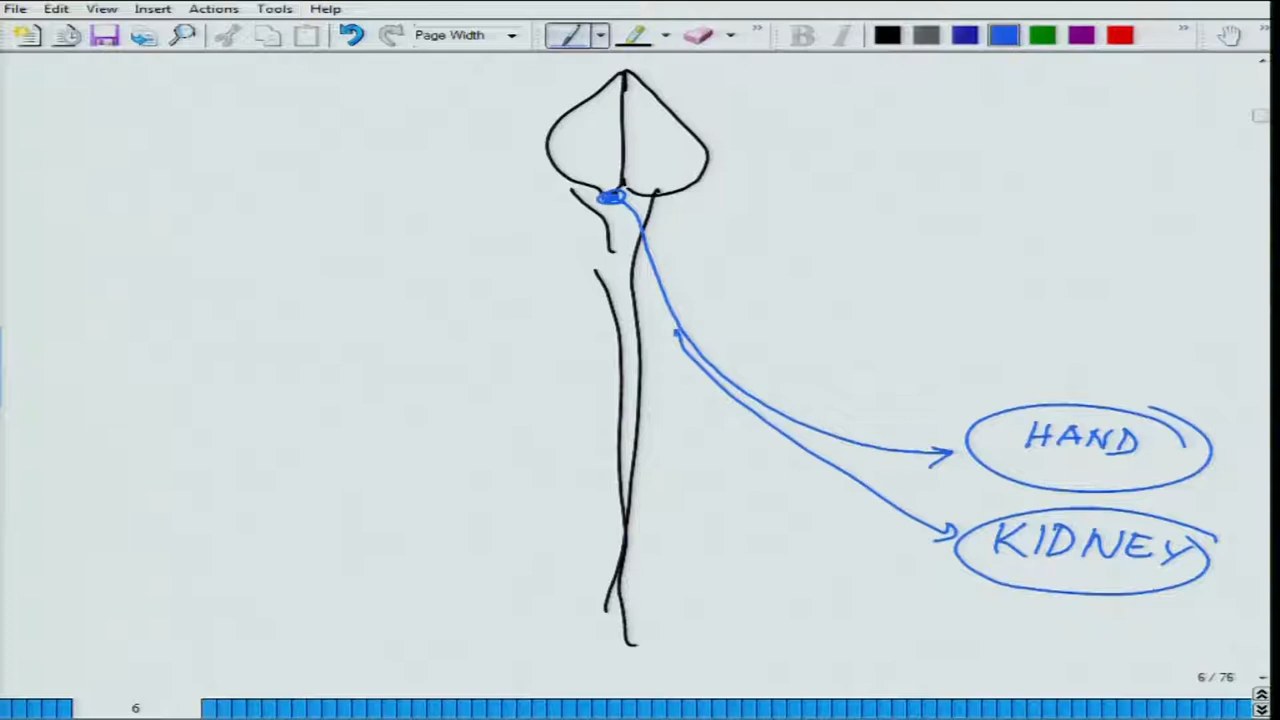 File Edit View Insert Actions Tools Help
Page Width
B I
HAND
KIDNEY
6 / 76
6